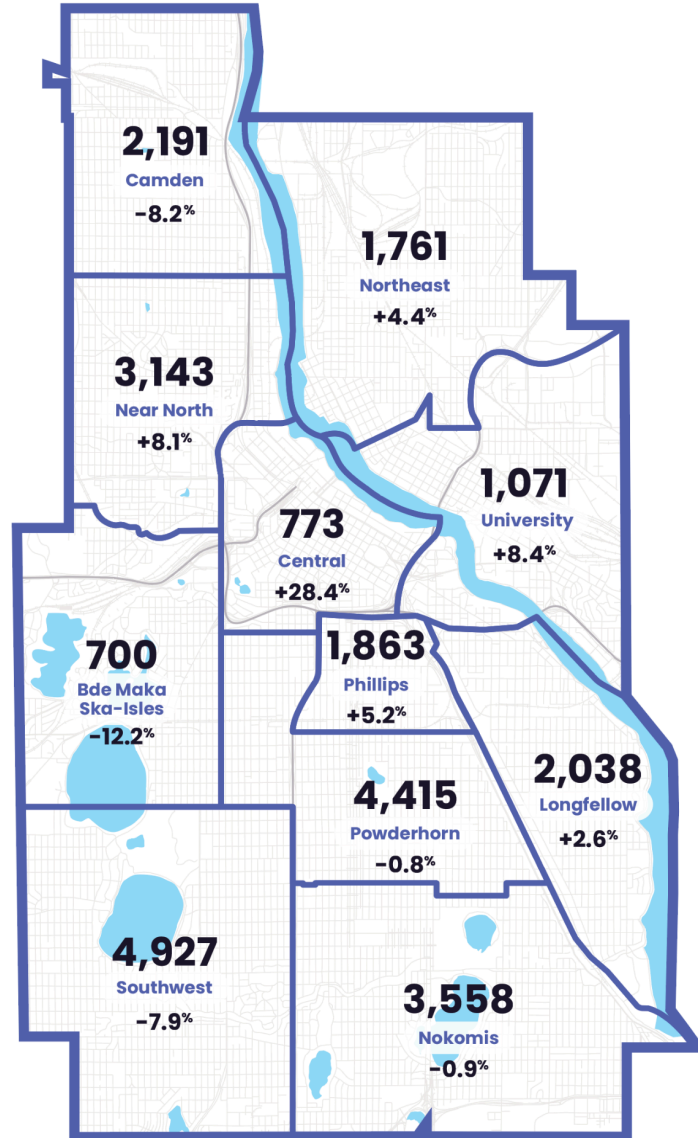 2,191
Camden
-8.2%
1,761
Northeast
+4.4%
3,143
Near North
+8.1%
1,071
University
+8.4%
773
Central
+28.4%
700
Bde Maka
Ska-Isles
-12.2%
1,863
Phillips
+5.2%
2,038
Longfellow
+2.6%
4,415
Powderhorn
-0.8%
4,927
Southwest
-7.9%
3,558
Nokomis
-0.9%